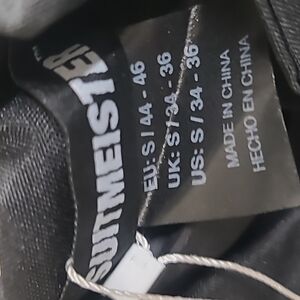 SUITMEISTER
EU: S / 44 - 46
UK: S / 34 - 36
US: S / 34 - 36
MADE IN CHINA
HECHO EN CHINA